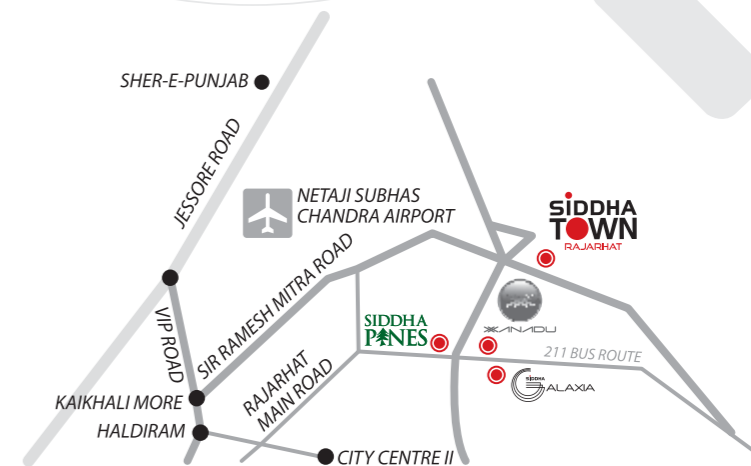 SHER-E-PUNJAB
JESSORE ROAD
NETAJI SUBHAS
CHANDRA AIRPORT
SIDDHA
TOWN
RAJARHAT
SIR RAMESH MITRA ROAD
VIP ROAD
SIDDHA
PINES
XANADU
211 BUS ROUTE
RAJARHAT
MAIN ROAD
SIDDHA
GALAXIA
KAIKHALI MORE
HALDIRAM
CITY CENTRE II